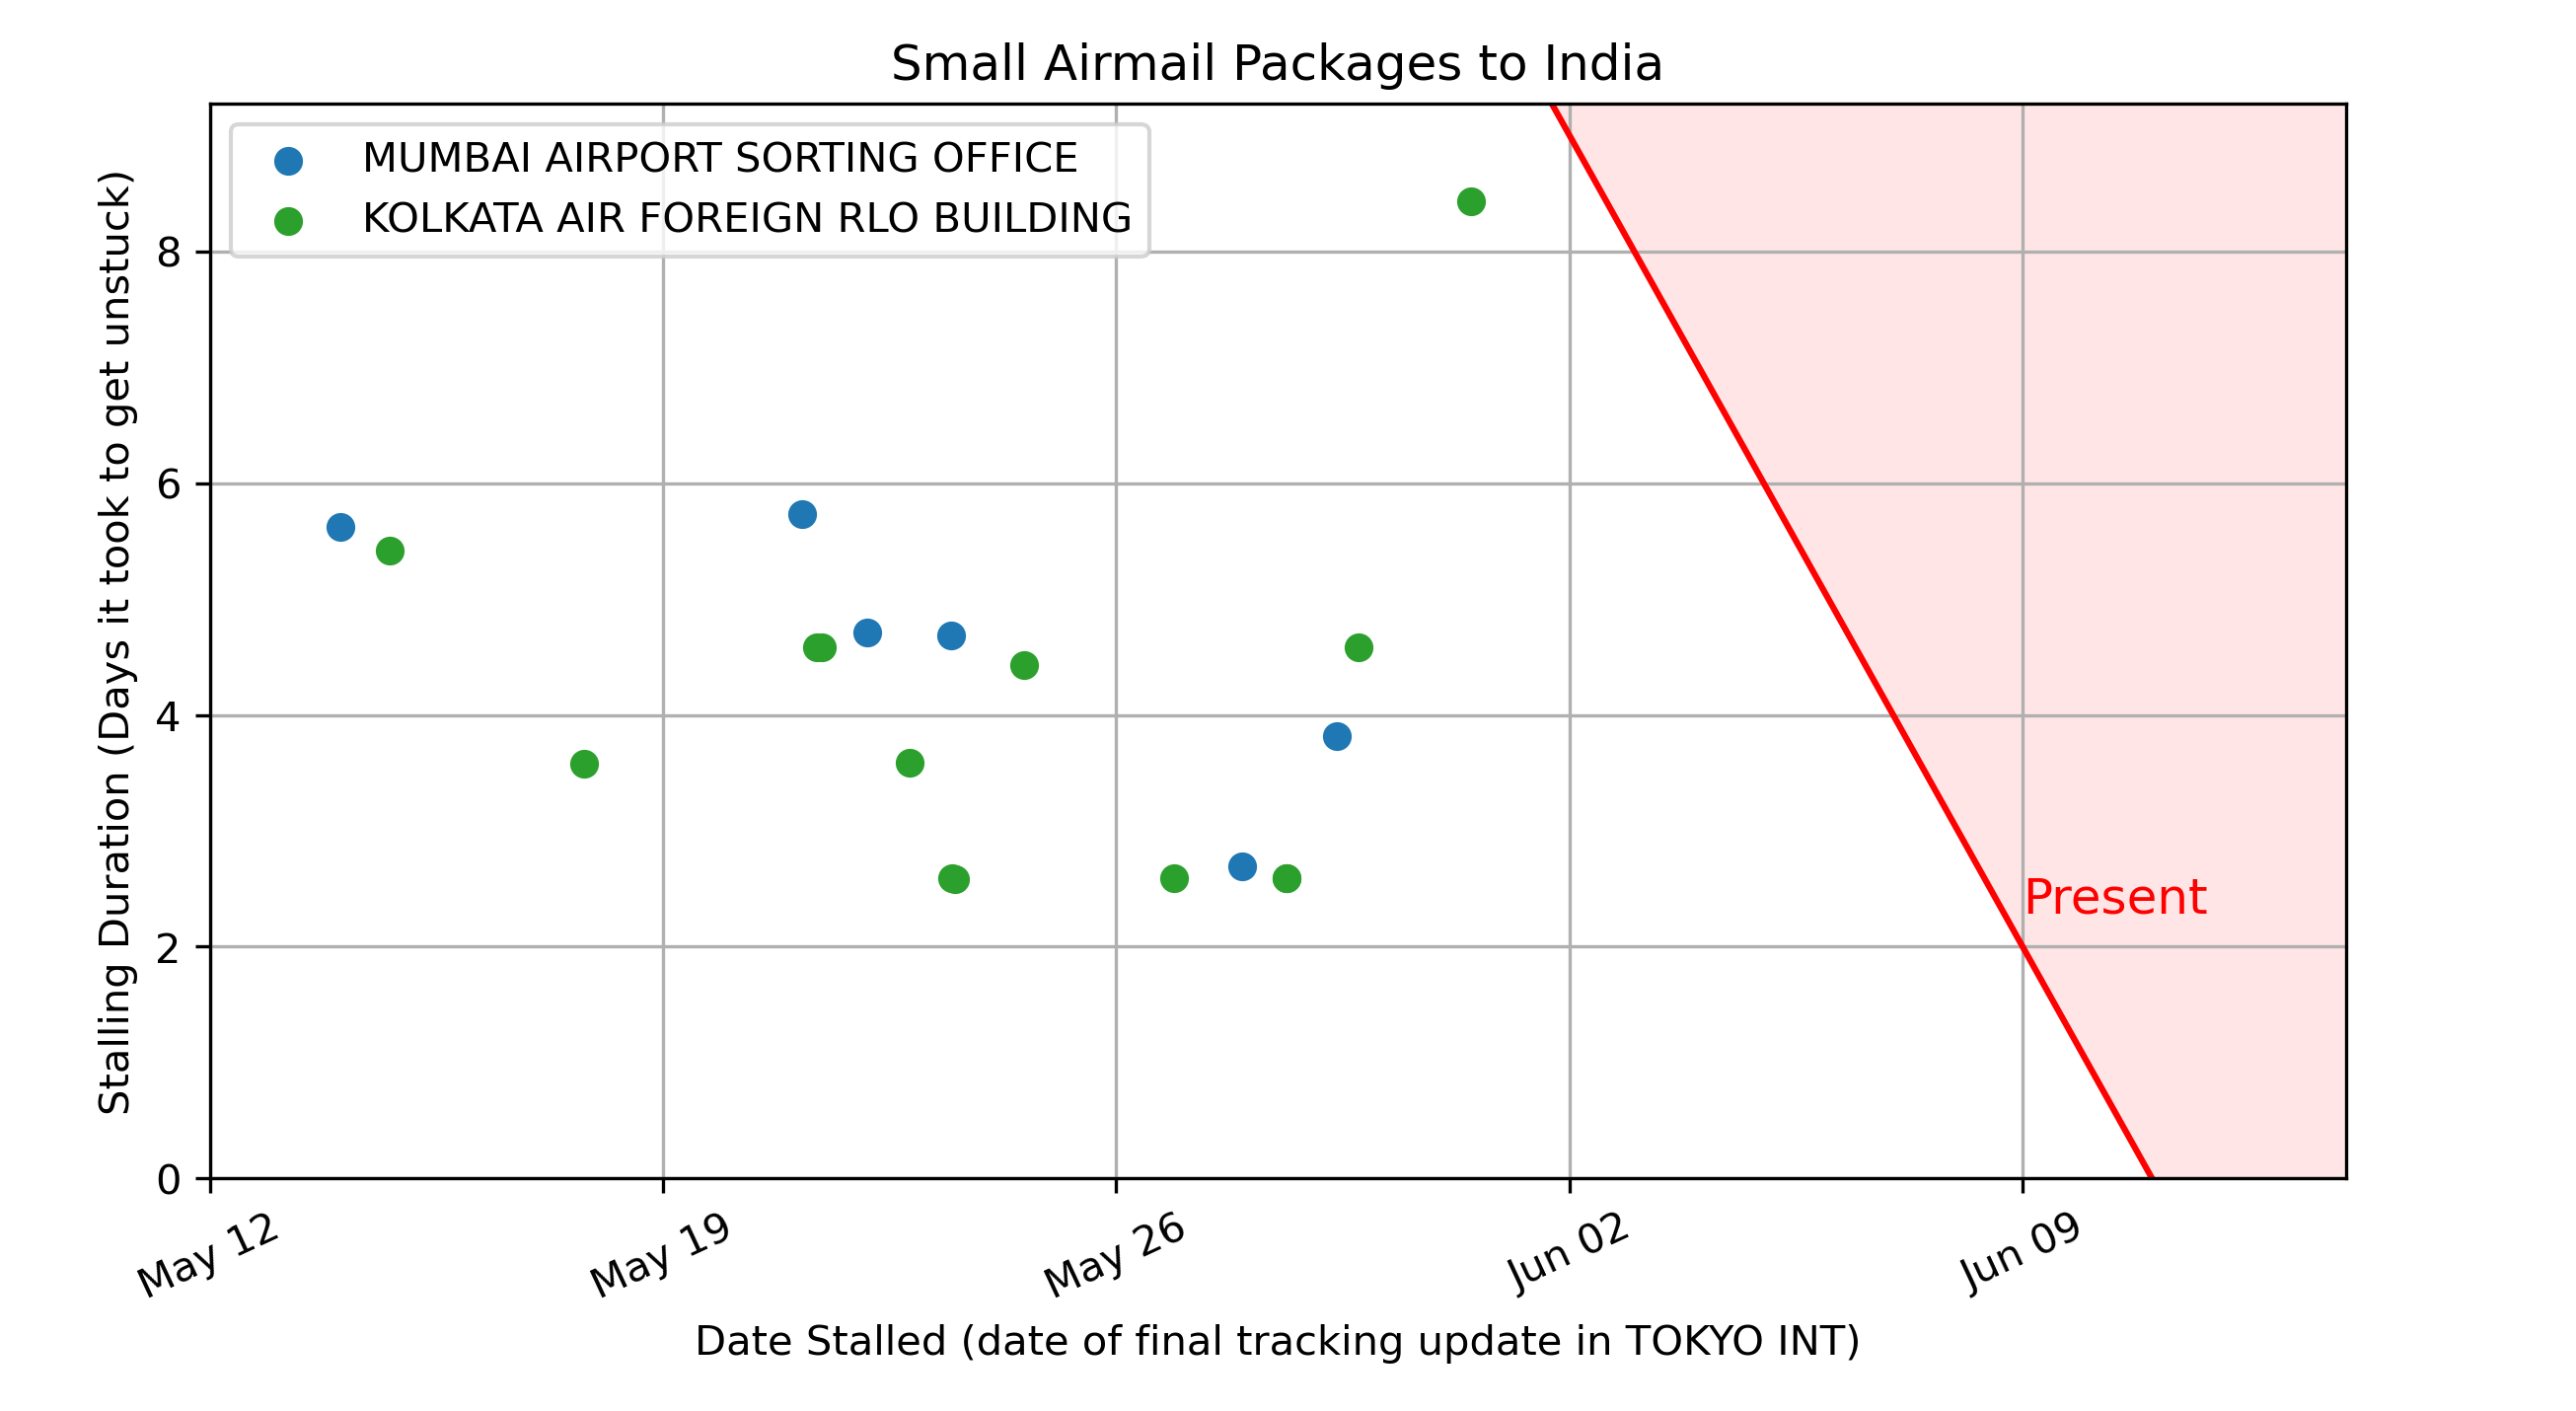 Small Airmail Packages to India
MUMBAI AIRPORT SORTING OFFICE
KOLKATA AIR FOREIGN RLO BUILDING
Stalling Duration (Days it took to get unstuck)
8
6
4
2
0
Present
May 12
May 19
May 26
Jun 02
Jun 09
Date Stalled (date of final tracking update in TOKYO INT)